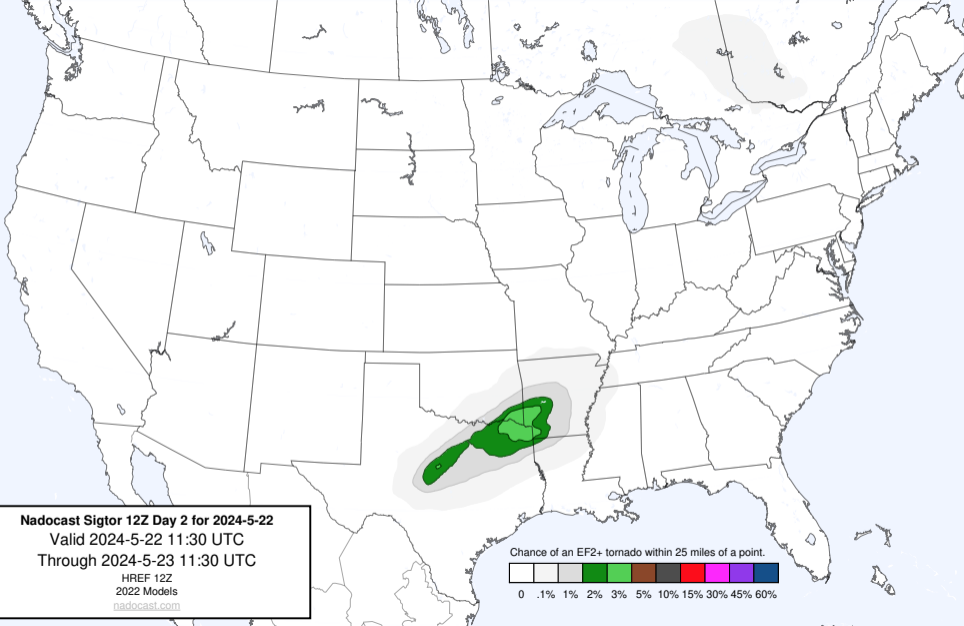 Nadocast Sigtor 12Z Day 2 for 2024-5-22
Valid 2024-5-22 11:30 UTC
Through 2024-5-23 11:30 UTC
HREF 12Z
2022 Models
nadocast.com
Chance of an EF2+ tornado within 25 miles of a point.
0 .1% 1% 2% 3% 5% 10% 15% 30% 45% 60%